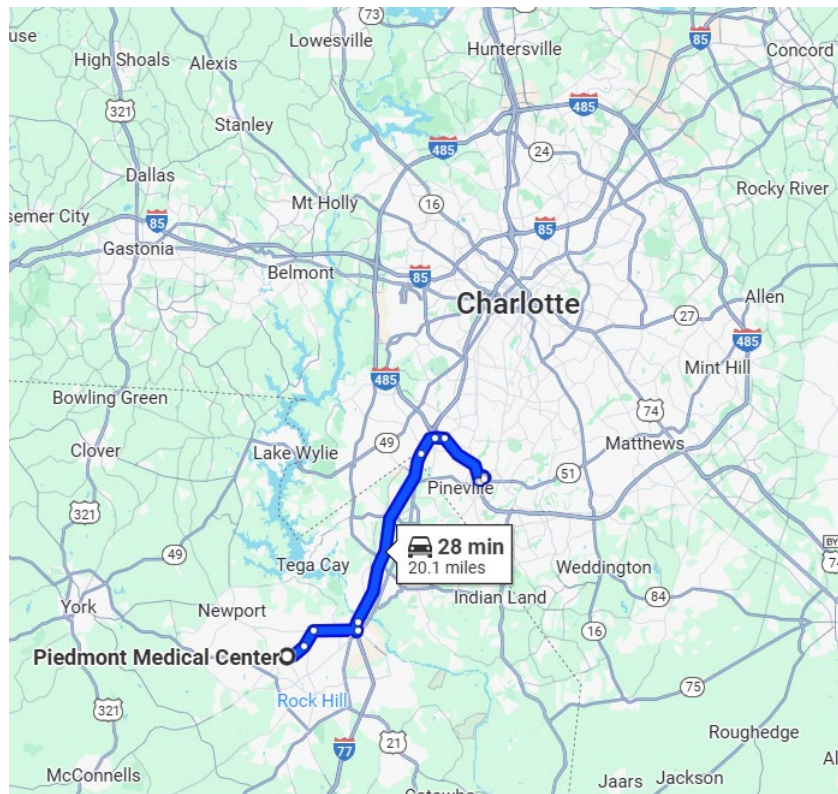 73
Lowesville
85
use
High Shoals
Alexis
Huntersville
Concord
321
485
Stanley
485
24
Dallas
Mt Holly
16
Rocky River
semer City
85
85
Gastonia
Belmont
85
Charlotte
Allen
27
485
485
Mint Hill
Bowling Green
74
49
Matthews
Clover
Lake Wylie
51
Pineville
321
28 min
20.1 miles
BY
74
49
Tega Cay
Weddington
York
Newport
Indian Land
84
16
Piedmont Medical Center
75
Rock Hill
321
77
21
Roughedge
McConnells
Al
Jaars
Jackson